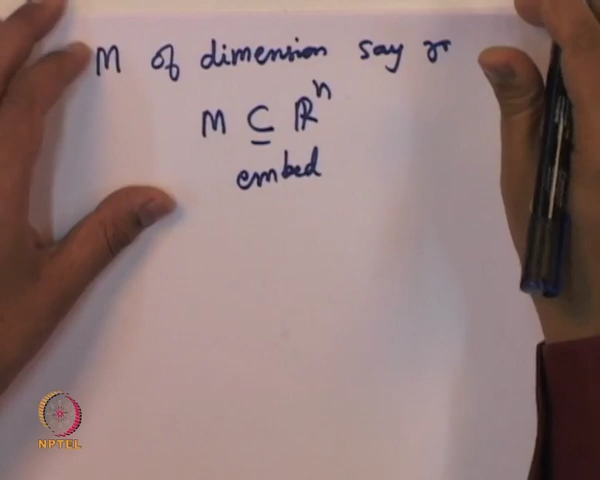 M of dimension say r
M ⊆ ℝⁿ
embed
NPTEL